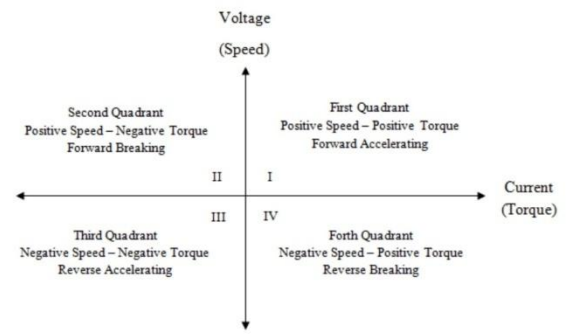 Voltage
(Speed)
Second Quadrant
Positive Speed – Negative Torque
Forward Breaking
First Quadrant
Positive Speed – Positive Torque
Forward Accelerating
II
I
Current
(Torque)
III
IV
Third Quadrant
Negative Speed – Negative Torque
Reverse Accelerating
Forth Quadrant
Negative Speed – Positive Torque
Reverse Breaking